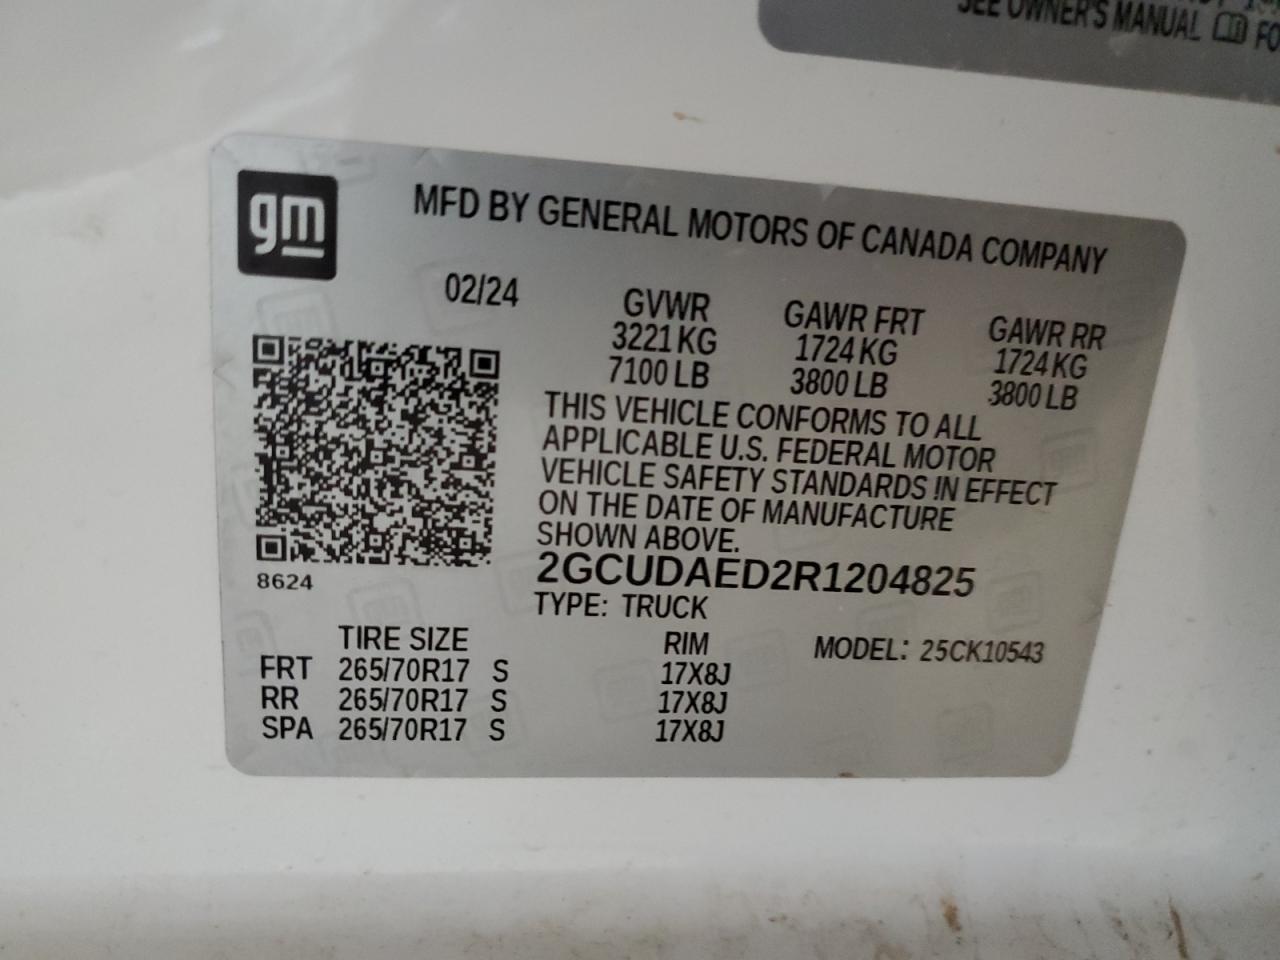 SEE OWNER'S MANUAL
gm
MFD BY GENERAL MOTORS OF CANADA COMPANY
02/24
GVWR GAWR FRT GAWR RR
3221 KG 1724 KG 1724 KG
7100 LB 3800 LB 3800 LB
THIS VEHICLE CONFORMS TO ALL
APPLICABLE U.S. FEDERAL MOTOR
VEHICLE SAFETY STANDARDS IN EFFECT
ON THE DATE OF MANUFACTURE
SHOWN ABOVE.
2GCUDAED2R1204825
8624
TYPE: TRUCK
TIRE SIZE RIM MODEL: 25CK10543
FRT 265/70R17 S 17X8J
RR 265/70R17 S 17X8J
SPA 265/70R17 S 17X8J